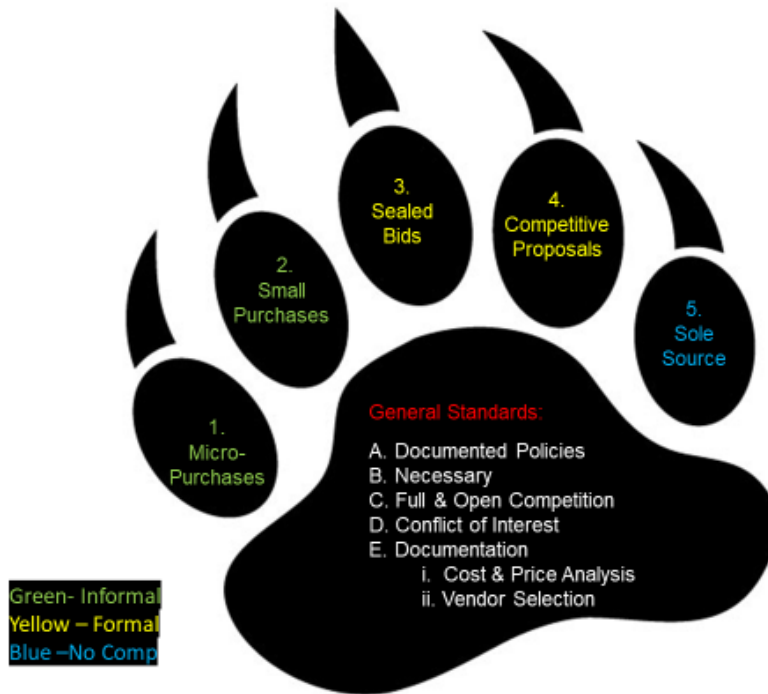 3.
Sealed
Bids
4.
Competitive
Proposals
2.
Small
Purchases
5.
Sole
Source
1.
Micro-
Purchases
General Standards:
A. Documented Policies
B. Necessary
C. Full & Open Competition
D. Conflict of Interest
E. Documentation
i. Cost & Price Analysis
ii. Vendor Selection
Green- Informal
Yellow – Formal
Blue –No Comp